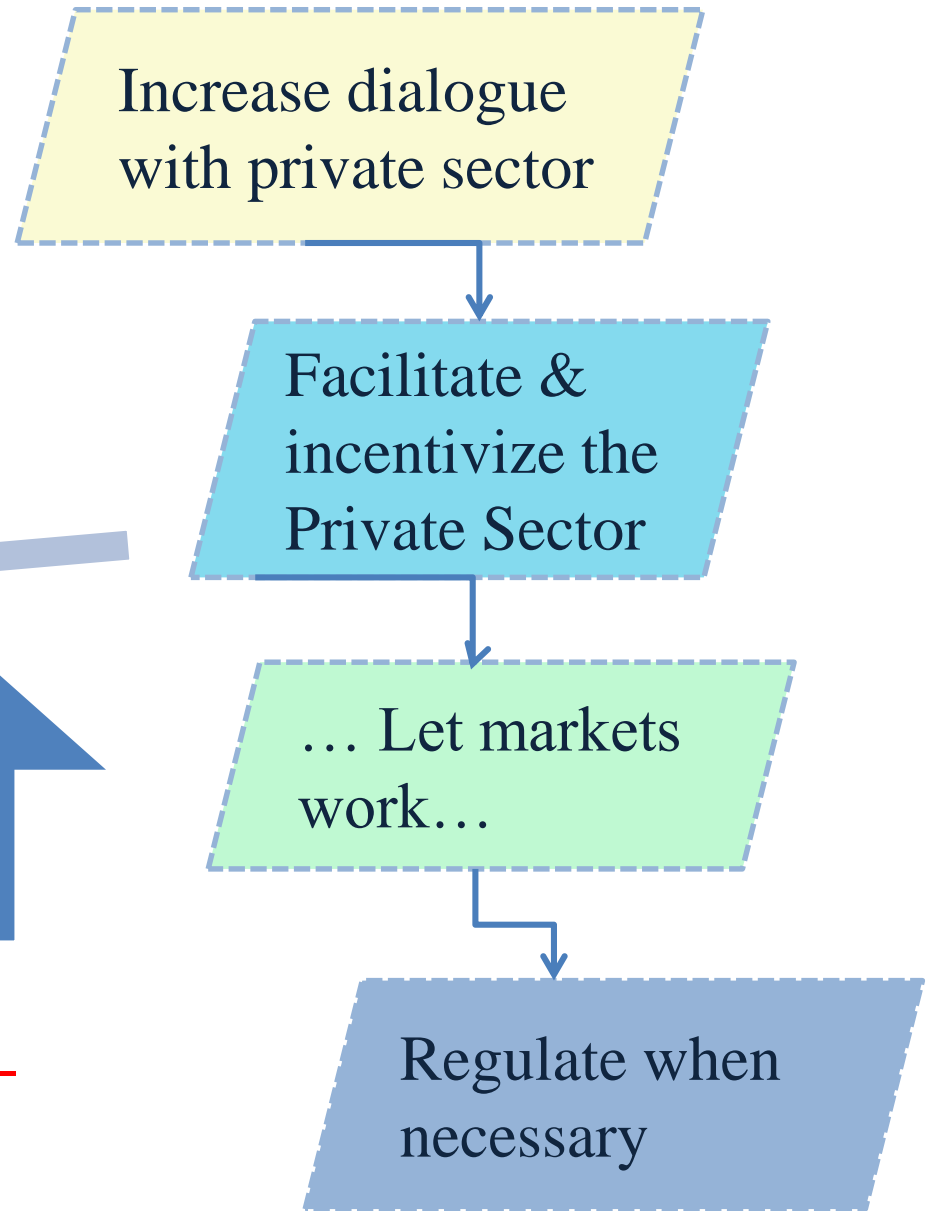 Increase dialogue
with private sector
Facilitate &
incentivize the
Private Sector
… Let markets
work…
Regulate when
necessary